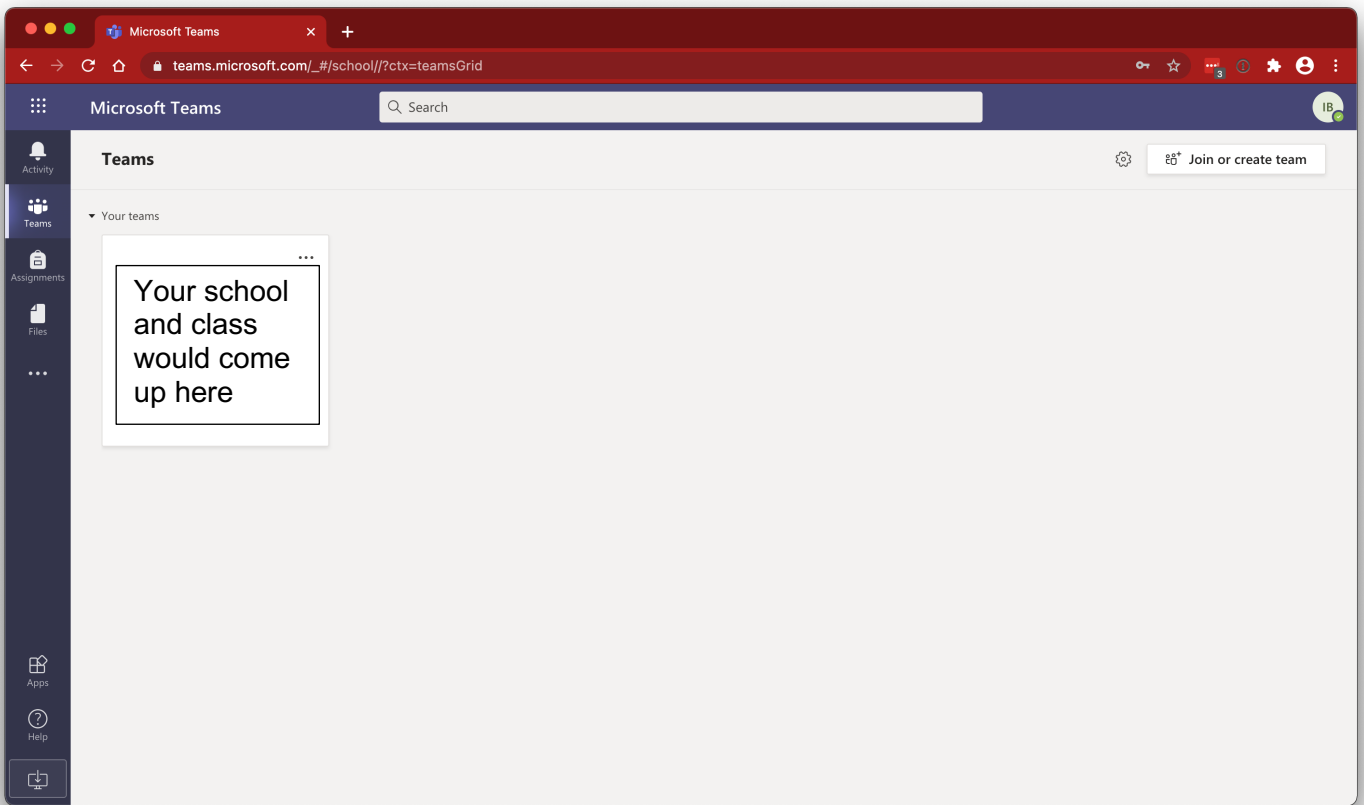 Microsoft Teams
teams.microsoft.com/_#/school//?ctx=teamsGrid
3
Microsoft Teams
Search
IB
Activity
Teams
Join or create team
Teams
Your teams
Assignments
Your school
and class
would come
up here
Files
Apps
Help